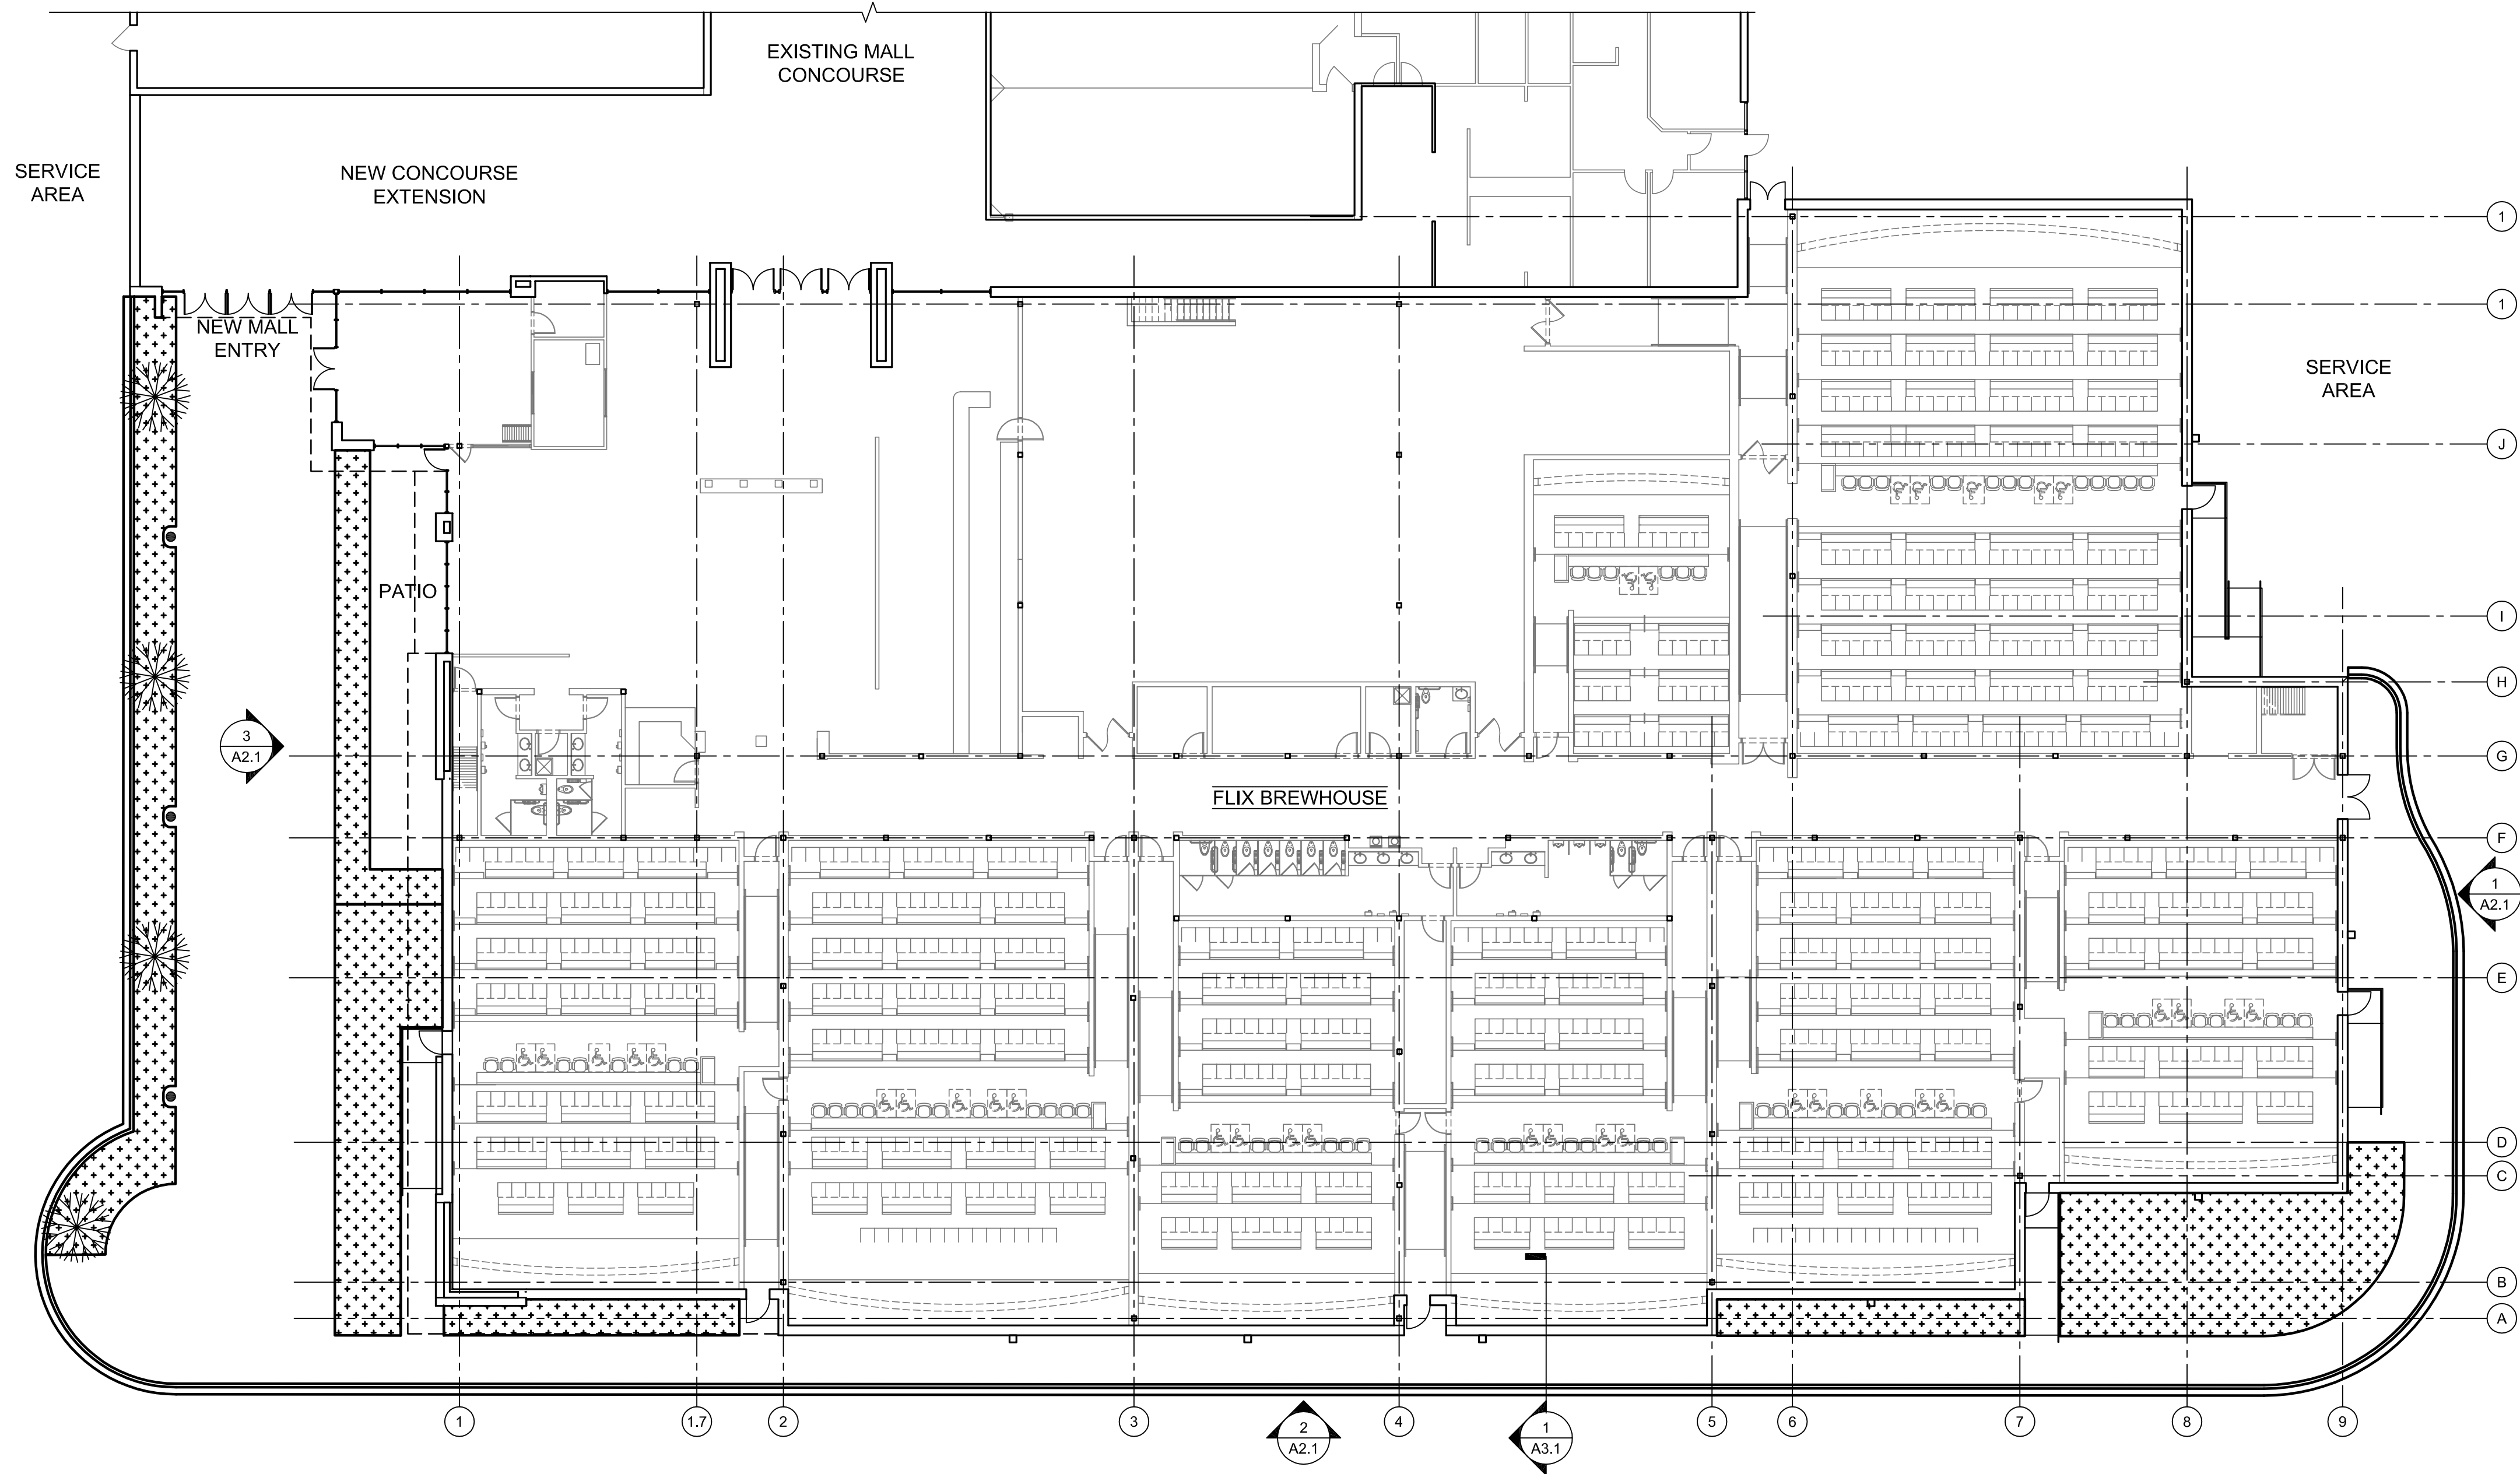 EXISTING MALL
CONCOURSE
SERVICE
AREA
NEW CONCOURSE
EXTENSION
1
1
NEW MALL
ENTRY
SERVICE
AREA
J
PATIO
I
H
3
A2.1
G
FLIX BREWHOUSE
F
1
A2.1
E
D
C
B
A
1
1.7
2
3
4
5
6
7
8
9
2
A2.1
1
A3.1